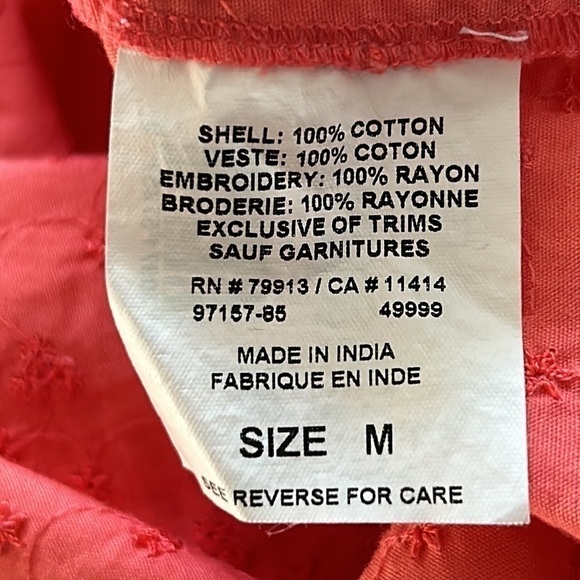 SHELL: 100% COTTON
VESTE: 100% COTON
EMBROIDERY: 100% RAYON
BRODERIE: 100% RAYONNE
EXCLUSIVE OF TRIMS
SAUF GARNITURES
RN # 79913 / CA # 11414
97157-85 49999
MADE IN INDIA
FABRIQUE EN INDE
SIZE M
SEE REVERSE FOR CARE